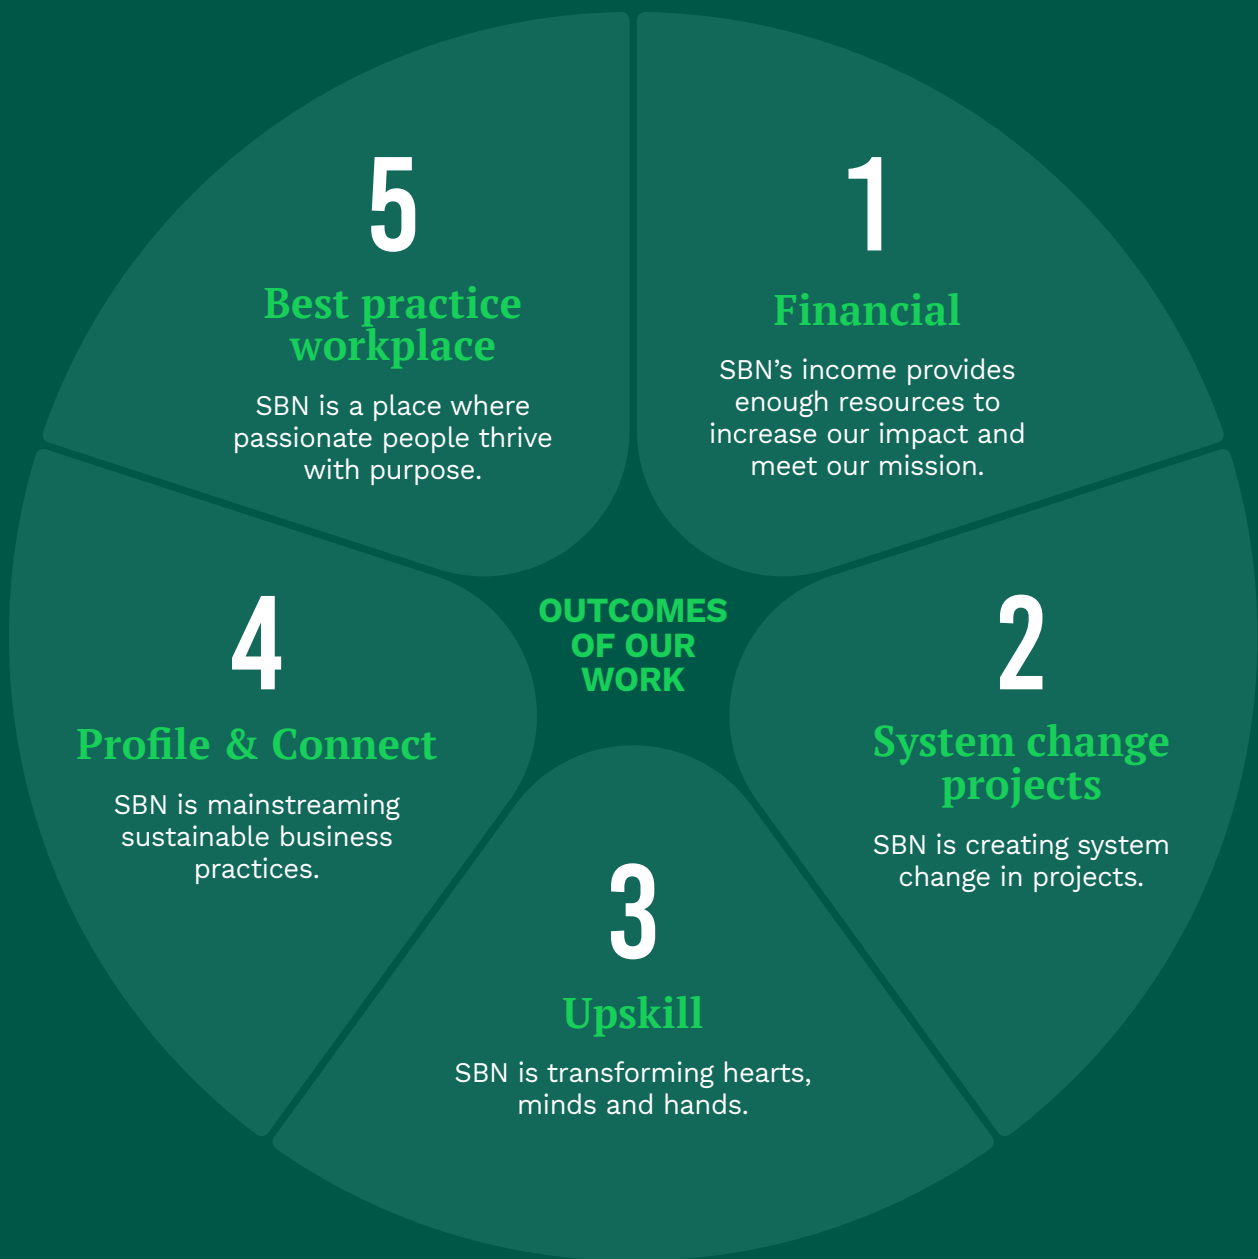 1
Financial
SBN’s income provides
enough resources to
increase our impact and
meet our mission.
2
System change
projects
SBN is creating system
change in projects.
3
Upskill
SBN is transforming hearts,
minds and hands.
4
Profile & Connect
SBN is mainstreaming
sustainable business
practices.
5
Best practice
workplace
SBN is a place where
passionate people thrive
with purpose.
OUTCOMES
OF OUR
WORK